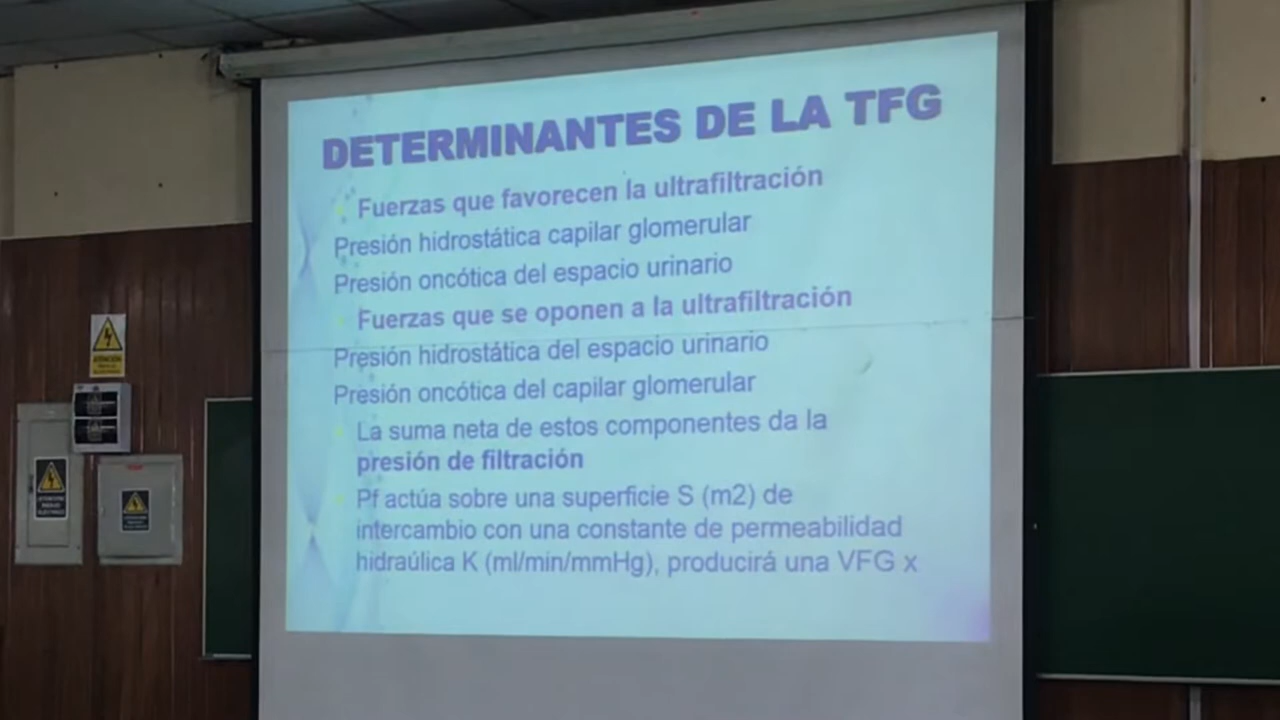 DETERMINANTES DE LA TFG
Fuerzas que favorecen la ultrafiltración
Presión hidrostática capilar glomerular
Presión oncótica del espacio urinario
Fuerzas que se oponen a la ultrafiltración
Presión hidrostática del espacio urinario
Presión oncótica del capilar glomerular
La suma neta de estos componentes da la
presión de filtración
Pf actúa sobre una superficie S (m2) de
intercambio con una constante de permeabilidad
hidraúlica K (ml/min/mmHg), producirá una VFG x
ATENCIÓN